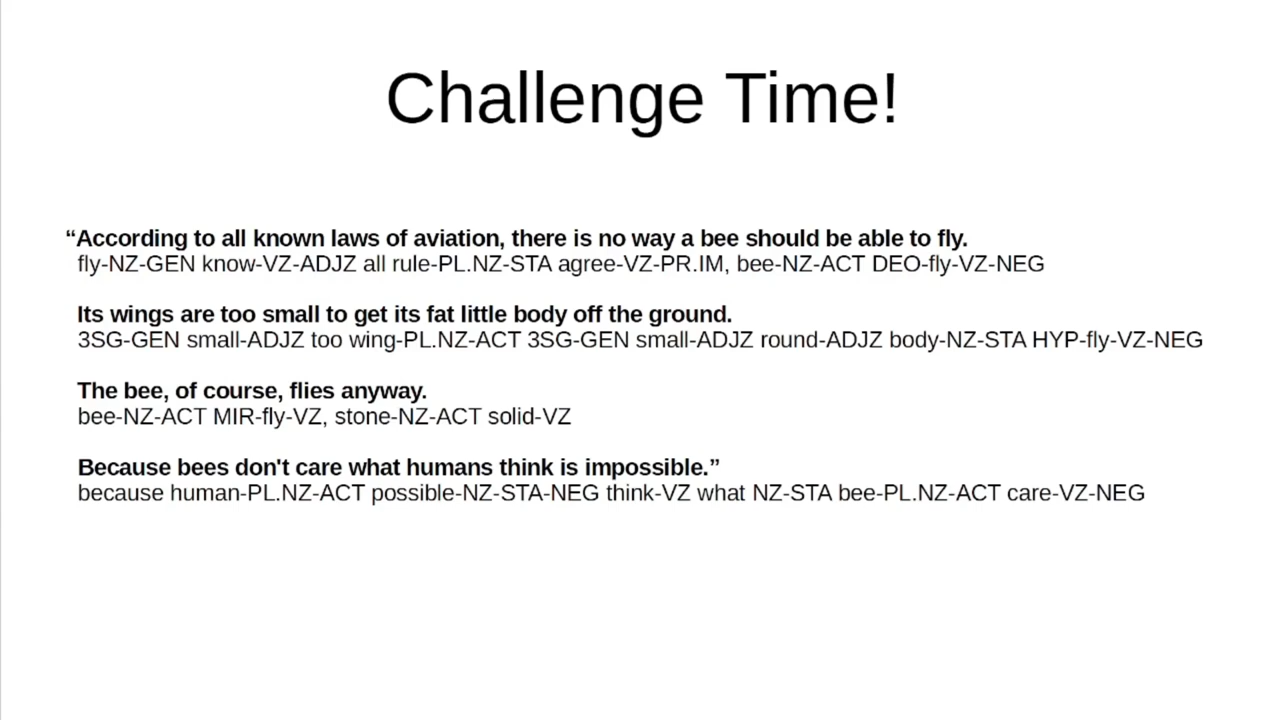 Challenge Time!
“According to all known laws of aviation, there is no way a bee should be able to fly.
fly-NZ-GEN know-VZ-ADJZ all rule-PL.NZ-STA agree-VZ-PR.IM, bee-NZ-ACT DEO-fly-VZ-NEG
Its wings are too small to get its fat little body off the ground.
3SG-GEN small-ADJZ too wing-PL.NZ-ACT 3SG-GEN small-ADJZ round-ADJZ body-NZ-STA HYP-fly-VZ-NEG
The bee, of course, flies anyway.
bee-NZ-ACT MIR-fly-VZ, stone-NZ-ACT solid-VZ
Because bees don't care what humans think is impossible.”
because human-PL.NZ-ACT possible-NZ-STA-NEG think-VZ what NZ-STA bee-PL.NZ-ACT care-VZ-NEG